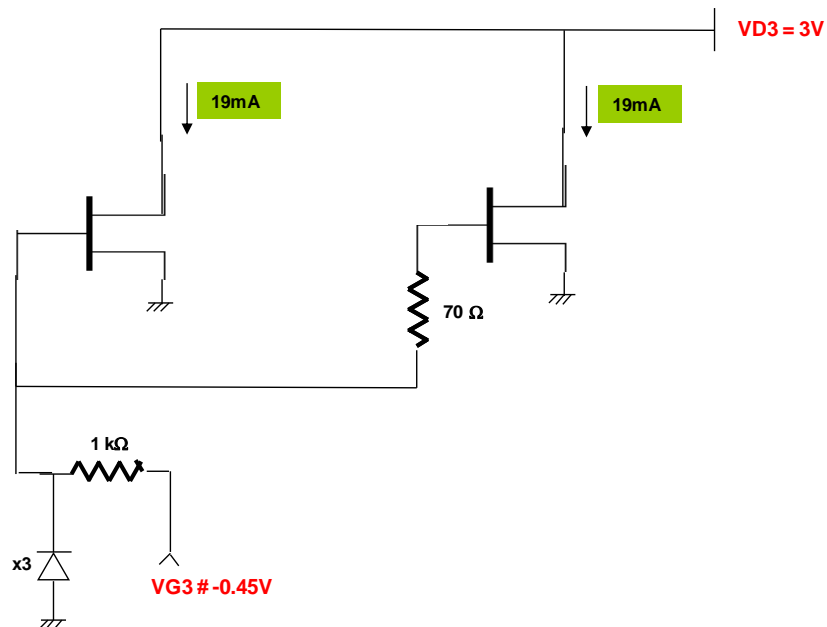 VD3 = 3V
19mA
19mA
70 Ω
1 kΩ
x3
VG3 # -0.45V